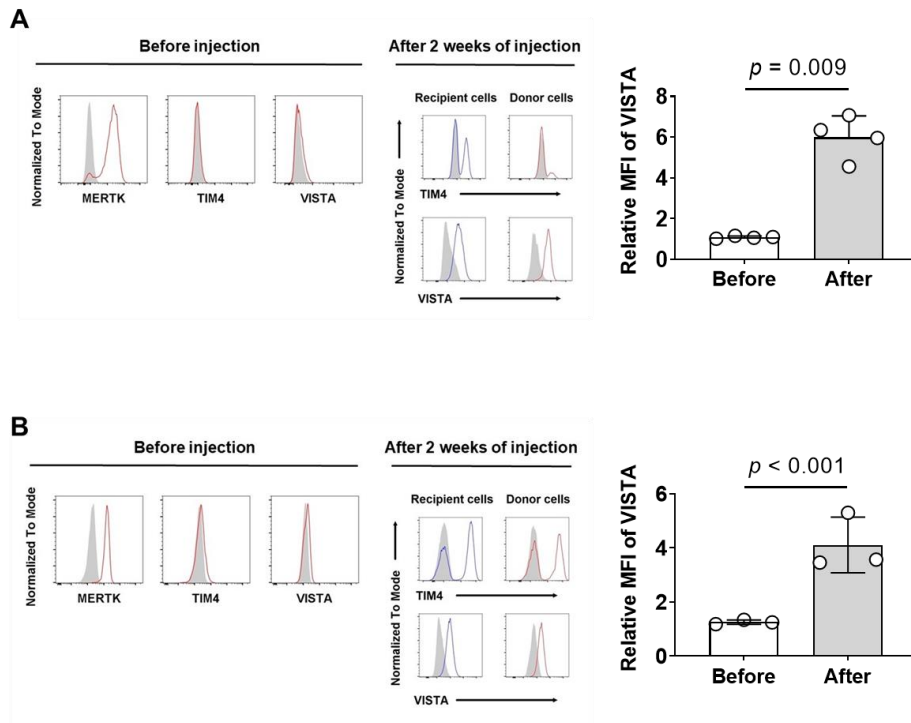 A
Before injection
After 2 weeks of injection
Normalized To Mode
MERTK
TIM4
VISTA
Normalized To Mode
Recipient cells
Donor cells
TIM4
VISTA
p = 0.009
Relative MFI of VISTA
8
6
4
2
0
Before
After
B
Before injection
After 2 weeks of injection
Normalized To Mode
MERTK
TIM4
VISTA
Normalized To Mode
Recipient cells
Donor cells
TIM4
VISTA
p < 0.001
Relative MFI of VISTA
6
4
2
0
Before
After